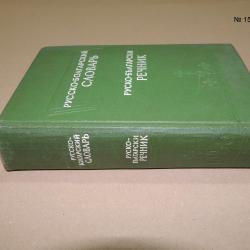 № 15
РУССКО-БОЛГАРСКИЙ
СЛОВАРЬ
РУСКО-БЪЛГАРСКИ
РЕЧНИК
РУССКО-
БОЛГАРСКИЙ
СЛОВАРЬ
РУСКО-
БЪЛГАРСКИ
РЕЧНИК